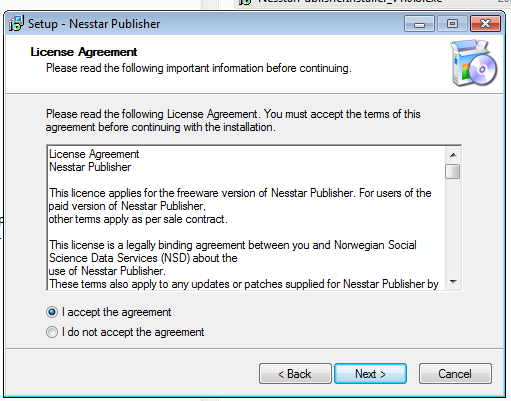 Setup - Nesstar Publisher
License Agreement
Please read the following important information before continuing.
Please read the following License Agreement. You must accept the terms of this
agreement before continuing with the installation.
License Agreement
Nesstar Publisher
This licence applies for the freeware version of Nesstar Publisher. For users of the
paid version of Nesstar Publisher,
other terms apply as per sale contract.
This license is a legally binding agreement between you and Norwegian Social
Science Data Services (NSD) about the
use of Nesstar Publisher.
These terms also apply to any updates or patches supplied for Nesstar Publisher by
I accept the agreement
I do not accept the agreement
< Back
Next >
Cancel